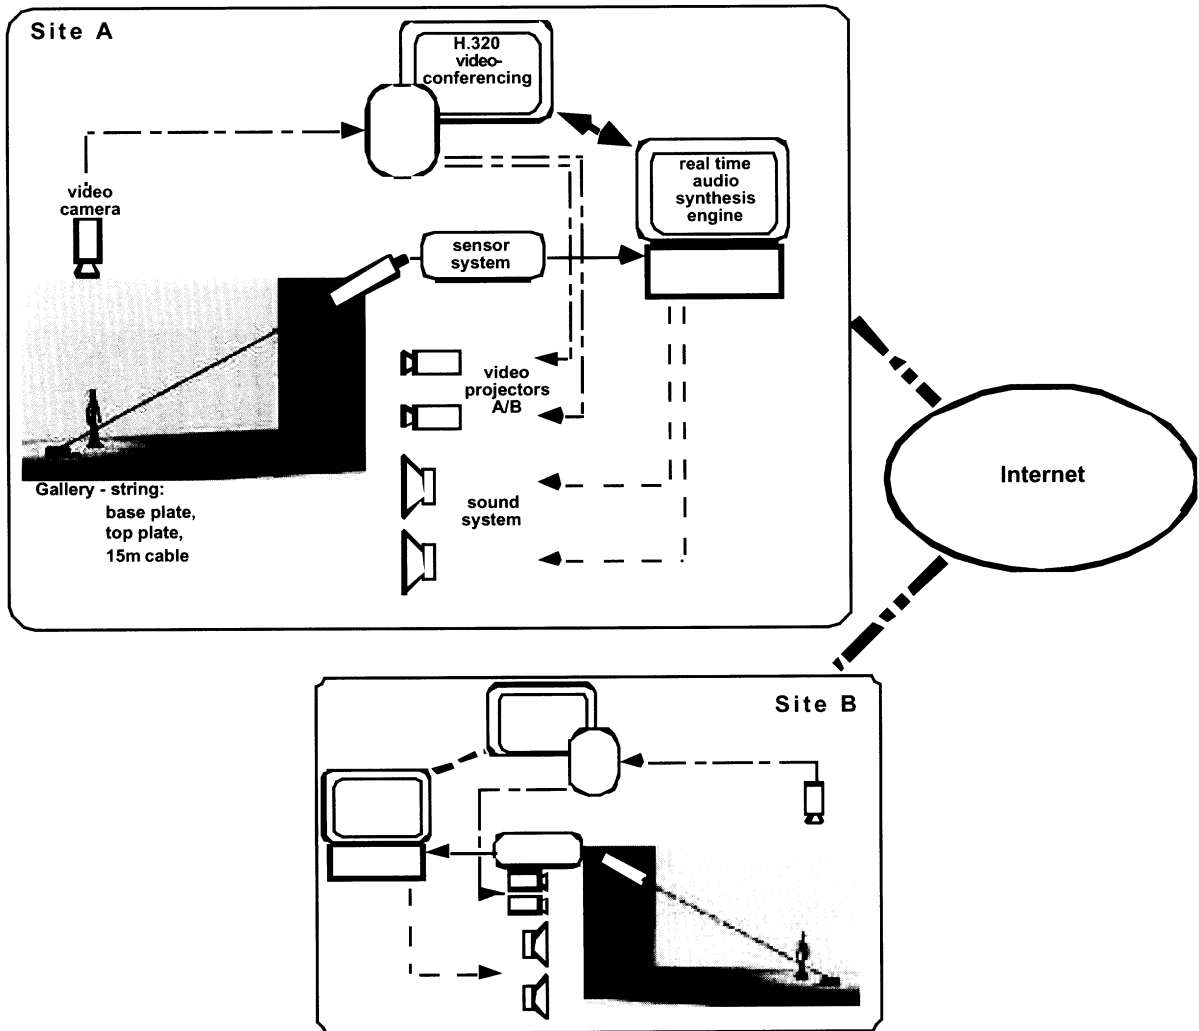 Site A
H.320
video-
conferencing
real time
audio
synthesis
engine
video
camera
sensor
system
video
projectors
A/B
Gallery - string:
base plate,
top plate,
15m cable
sound
system
Internet
Site B